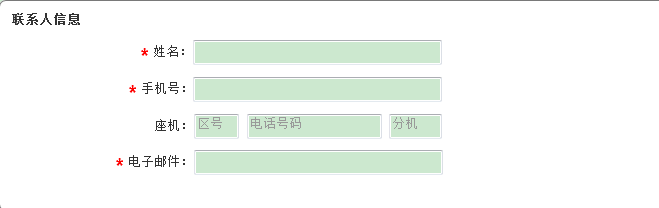 联系人信息
* 姓名：
* 手机号：
座机： 区号 电话号码 分机
* 电子邮件：